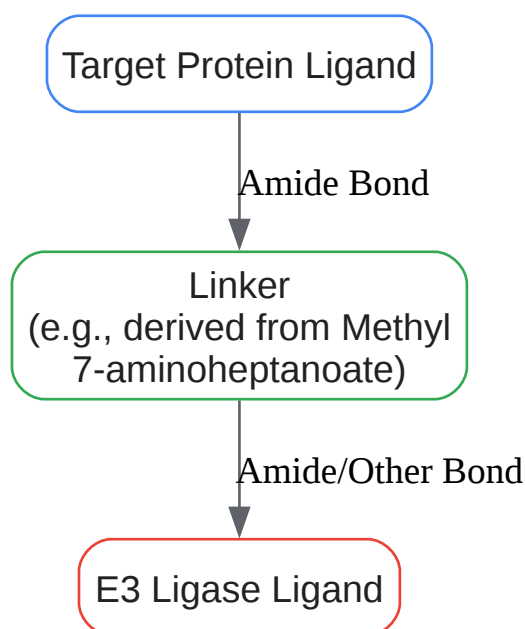 Target Protein Ligand
Amide Bond
Linker
(e.g., derived from Methyl
7-aminoheptanoate)
Amide/Other Bond
E3 Ligase Ligand